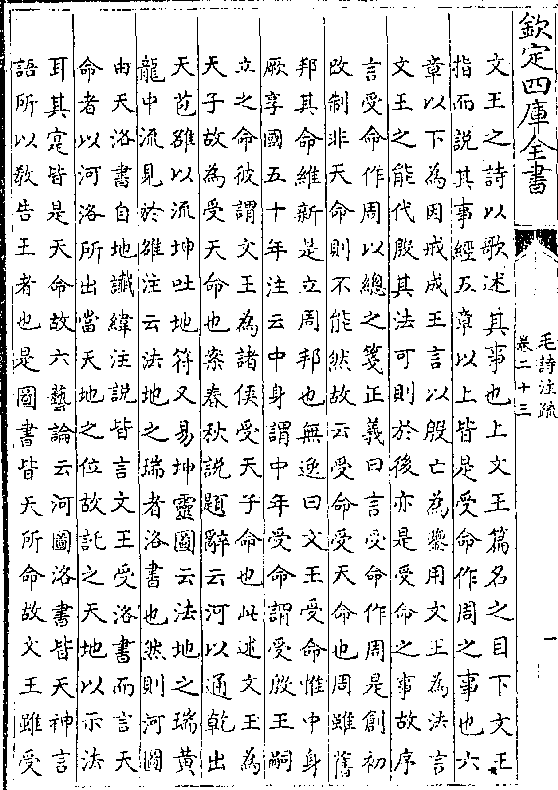 欽定四庫全書
毛詩注疏
卷二十三
一
文王之詩以歌述其事也上文王篇名之目下文王
指而說其事經五章以上皆是受命作周之事也六
章以下為因戒成王言以殷亡為鑒用文王為法言
文王之能代殷其法可則於後亦是受命之事故序
言受命作周以總之箋正義曰言受命作周是創初
改制非天命則不能然故云受命受天命也周雖舊
邦其命維新是立周邦也無逸曰文王受命惟中身
厥享國五十年注云中身謂中年受命謂受殷王嗣
立之命彼謂文王為諸侯受天子命也此述文王為
天子故為受天命也案春秋說題辭云河以通乾出
天苞雒以流坤吐地符又易坤靈圖云法地之瑞黃
龍中流見於雒注云法地之瑞者洛書也然則河圖
由天洛書自地讖緯注說皆言文王受洛書而言天
命者以河洛所出當天地之位故託之天地以示法
耳其寔皆是天命故六藝論云河圖洛書皆天神言
語所以教告王者也是圖書皆天所命故文王雖受